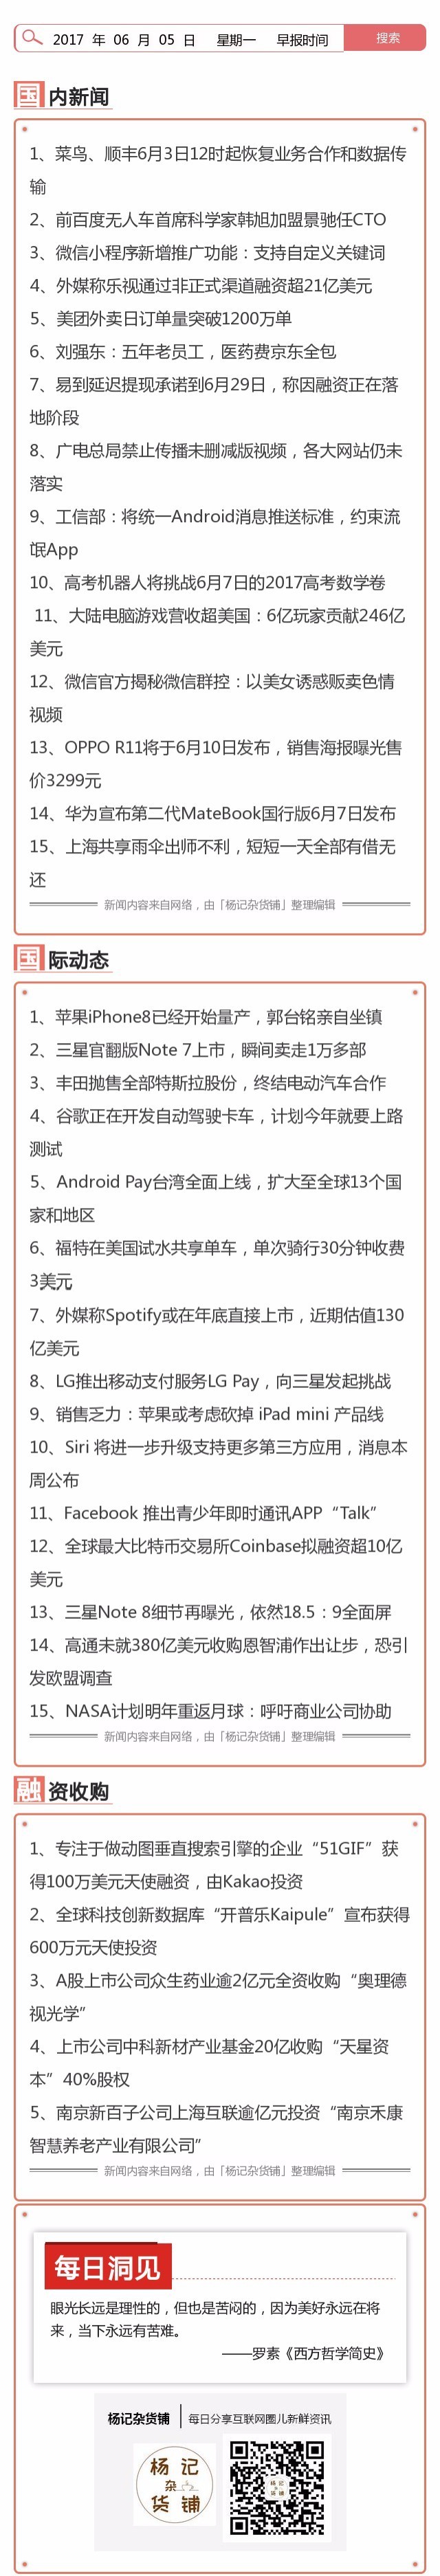 2017 年 06 月 05 日 星期一 早报时间 搜索
国内新闻
1、菜鸟、顺丰6月3日12时起恢复业务合作和数据传
输
2、前百度无人车首席科学家韩旭加盟景驰任CTO
3、微信小程序新增推广功能：支持自定义关键词
4、外媒称乐视通过非正式渠道融资超21亿美元
5、美团外卖日订单量突破1200万单
6、刘强东：五年老员工，医药费京东全包
7、易到延迟提现承诺到6月29日，称因融资正在落
地阶段
8、广电总局禁止传播未删减版视频，各大网站仍未
落实
9、工信部：将统一Android消息推送标准，约束流
氓App
10、高考机器人将挑战6月7日的2017高考数学卷
11、大陆电脑游戏营收超美国：6亿玩家贡献246亿
美元
12、微信官方揭秘微信群控：以美女诱惑贩卖色情
视频
13、OPPO R11将于6月10日发布，销售海报曝光售
价3299元
14、华为宣布第二代MateBook国行版6月7日发布
15、上海共享雨伞出师不利，短短一天全部有借无
还
新闻内容来自网络，由「杨记杂货铺」整理编辑
国际动态
1、苹果iPhone8已经开始量产，郭台铭亲自坐镇
2、三星官翻版Note 7上市，瞬间卖走1万多部
3、丰田抛售全部特斯拉股份，终结电动汽车合作
4、谷歌正在开发自动驾驶卡车，计划今年就要上路
测试
5、Android Pay台湾全面上线，扩大至全球13个国
家和地区
6、福特在美国试水共享单车，单次骑行30分钟收费
3美元
7、外媒称Spotify或在年底直接上市，近期估值130
亿美元
8、LG推出移动支付服务LG Pay，向三星发起挑战
9、销售乏力：苹果或考虑砍掉 iPad mini 产品线
10、Siri 将进一步升级支持更多第三方应用，消息本
周公布
11、Facebook 推出青少年即时通讯APP“Talk”
12、全球最大比特币交易所Coinbase拟融资超10亿
美元
13、三星Note 8细节再曝光，依然18.5：9全面屏
14、高通未就380亿美元收购恩智浦作出让步，恐引
发欧盟调查
15、NASA计划明年重返月球：呼吁商业公司协助
新闻内容来自网络，由「杨记杂货铺」整理编辑
融资收购
1、专注于做动图垂直搜索引擎的企业“51GIF”获
得100万美元天使融资，由Kakao投资
2、全球科技创新数据库“开普乐Kaipule”宣布获得
600万元天使投资
3、A股上市公司众生药业逾2亿元全资收购“奥理德
视光学”
4、上市公司中科新材产业基金20亿收购“天星资
本”40%股权
5、南京新百子公司上海互联逾亿元投资“南京禾康
智慧养老产业有限公司”
新闻内容来自网络，由「杨记杂货铺」整理编辑
每日洞见
眼光长远是理性的，但也是苦闷的，因为美好永远在将
来，当下永远有苦难。
——罗素《西方哲学简史》
杨记杂货铺 每日分享互联网圈儿新鲜资讯
杨记
杂
货铺